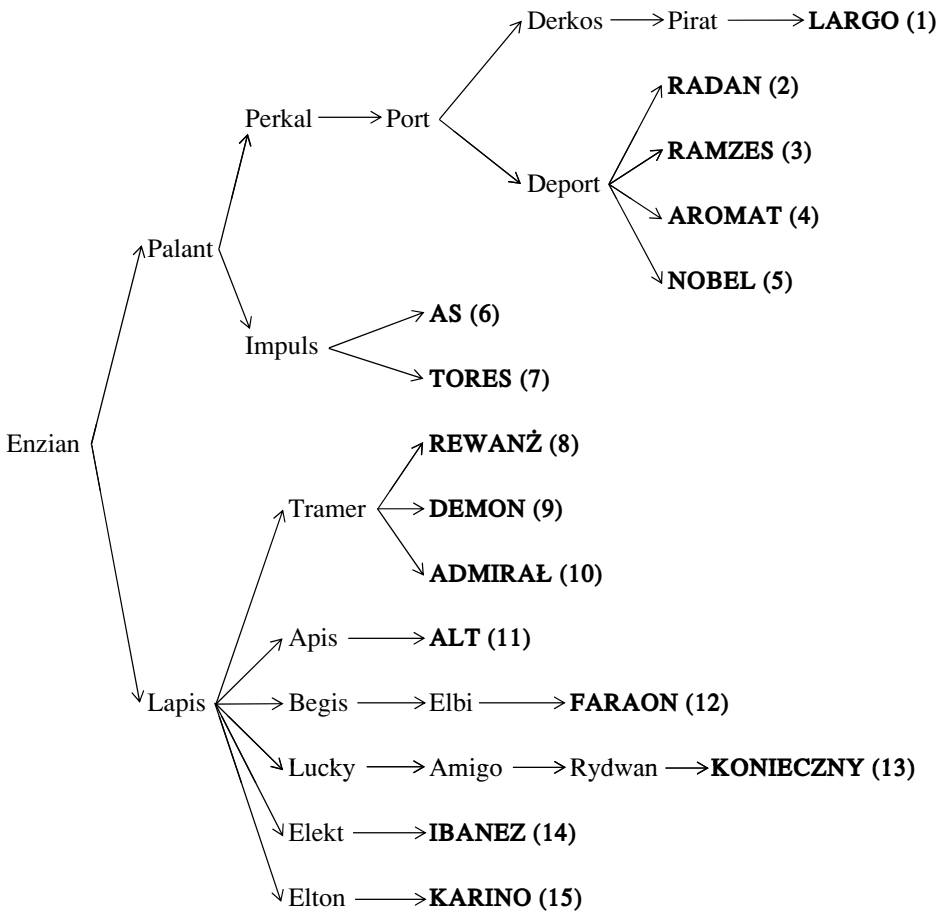 Derkos Pirat LARGO (1)
RADAN (2)
Perkal Port
RAMZES (3)
Deport
AROMAT (4)
Palant
NOBEL (5)
AS (6)
Impuls
TORES (7)
Enzian
REWANŻ (8)
Tramer DEMON (9)
ADMIRAŁ (10)
Apis ALT (11)
Lapis Begis Elbi FARAON (12)
Lucky Amigo Rydwan KONIECZNY (13)
Elekt IBANEZ (14)
Elton KARINO (15)